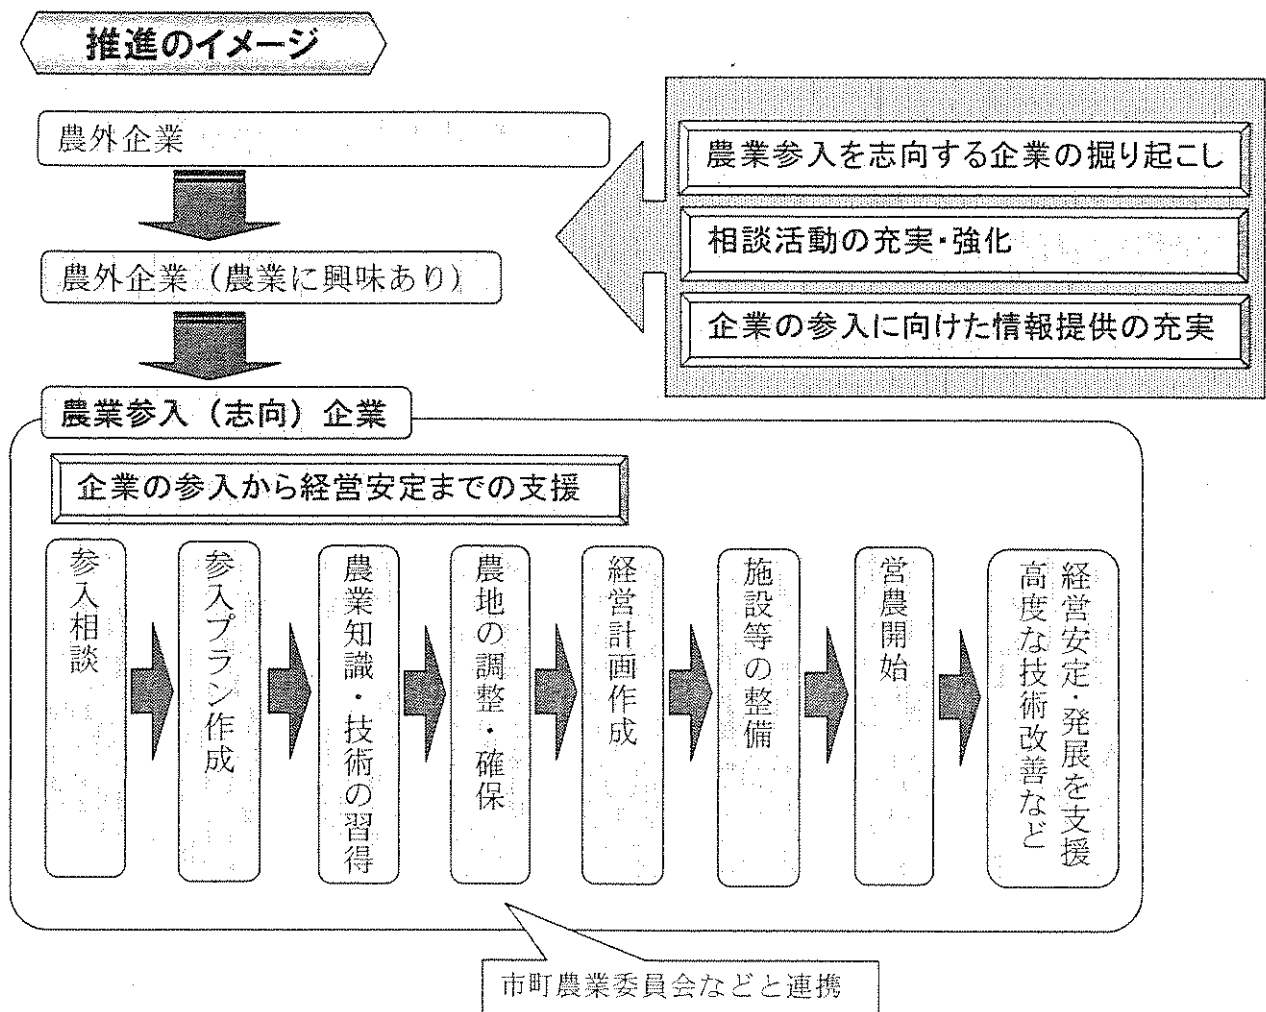 推進のイメージ
農外企業
農外企業（農業に興味あり）
農業参入を志向する企業の掘り起こし
相談活動の充実・強化
企業の参入に向けた情報提供の充実
農業参入（志向）企業
企業の参入から経営安定までの支援
参入相談
参入プラン作成
農業知識・技術の習得
農地の調整・確保
経営計画作成
施設等の整備
営農開始
経営安定・発展を支援
高度な技術改善など
市町農業委員会などと連携